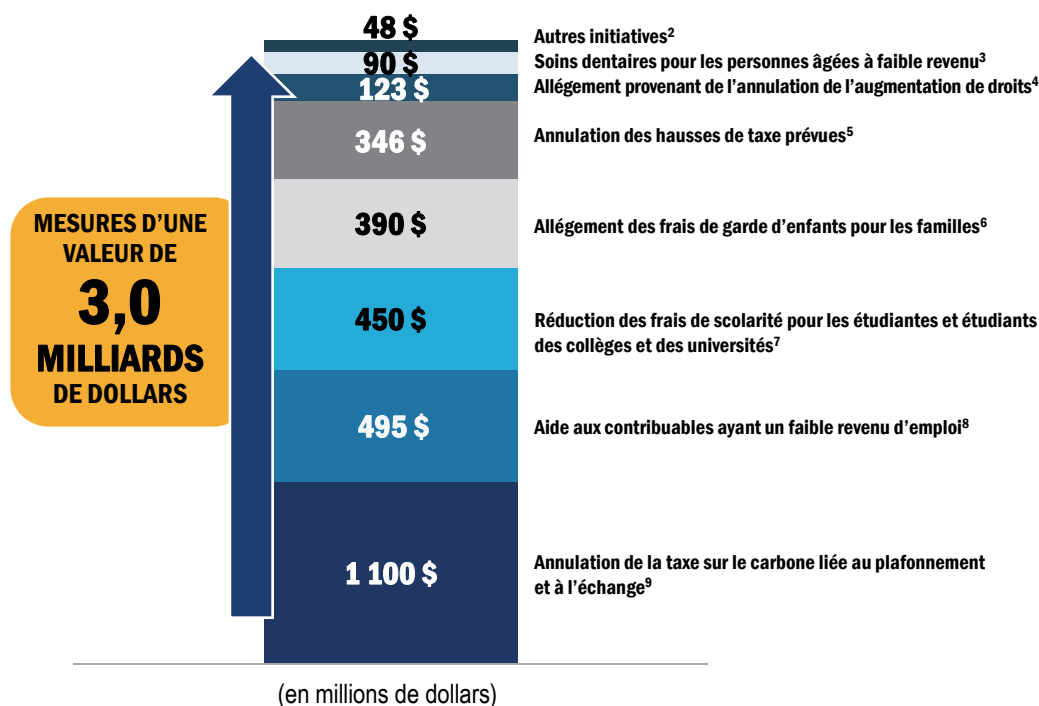 48 $
Autres initiatives²
90 $
Soins dentaires pour les personnes âgées à faible revenu³
123 $
Allégement provenant de l’annulation de l’augmentation de droits⁴
346 $
Annulation des hausses de taxe prévues⁵
MESURES D’UNE
VALEUR DE
3,0
MILLIARDS
DE DOLLARS
390 $
Allégement des frais de garde d’enfants pour les familles⁶
450 $
Réduction des frais de scolarité pour les étudiantes et étudiants
des collèges et des universités⁷
495 $
Aide aux contribuables ayant un faible revenu d’emploi⁸
1 100 $
Annulation de la taxe sur le carbone liée au plafonnement
et à l’échange⁹
(en millions de dollars)